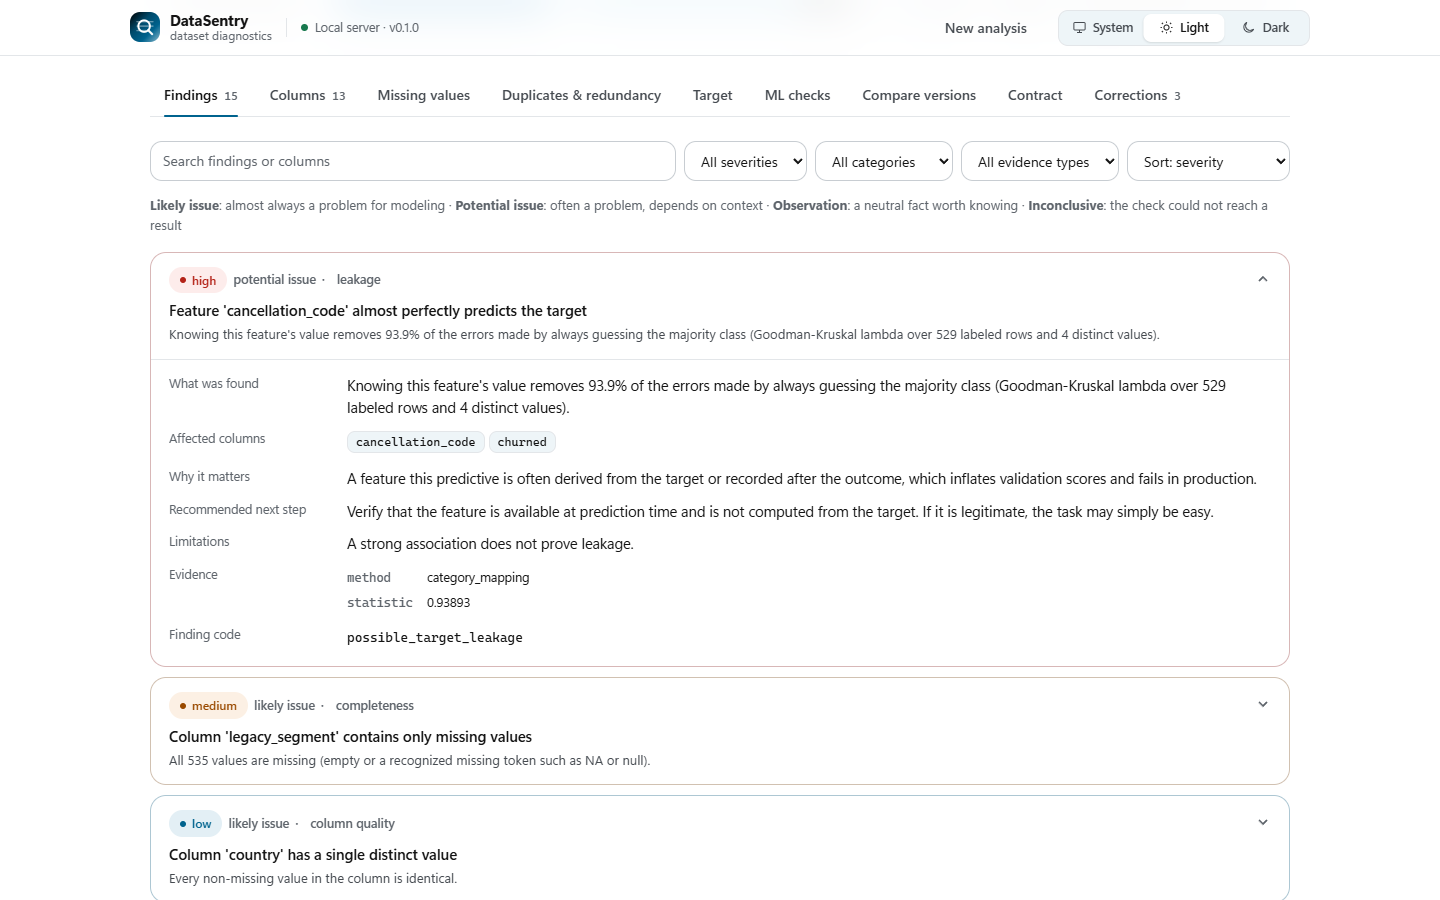 DataSentry
dataset diagnostics
Local server · v0.1.0
New analysis
System
Light
Dark
Findings 15
Columns 13
Missing values
Duplicates & redundancy
Target
ML checks
Compare versions
Contract
Corrections 3
Search findings or columns
All severities
All categories
All evidence types
Sort: severity
Likely issue: almost always a problem for modeling · Potential issue: often a problem, depends on context · Observation: a neutral fact worth knowing · Inconclusive: the check could not reach a
result
high potential issue · leakage
Feature 'cancellation_code' almost perfectly predicts the target
Knowing this feature's value removes 93.9% of the errors made by always guessing the majority class (Goodman-Kruskal lambda over 529 labeled rows and 4 distinct values).
What was found
Knowing this feature's value removes 93.9% of the errors made by always guessing the majority class (Goodman-Kruskal lambda over 529
labeled rows and 4 distinct values).
Affected columns
cancellation_code churned
Why it matters
A feature this predictive is often derived from the target or recorded after the outcome, which inflates validation scores and fails in production.
Recommended next step
Verify that the feature is available at prediction time and is not computed from the target. If it is legitimate, the task may simply be easy.
Limitations
A strong association does not prove leakage.
Evidence
method category_mapping
statistic 0.93893
Finding code
possible_target_leakage
medium likely issue · completeness
Column 'legacy_segment' contains only missing values
All 535 values are missing (empty or a recognized missing token such as NA or null).
low likely issue · column quality
Column 'country' has a single distinct value
Every non-missing value in the column is identical.